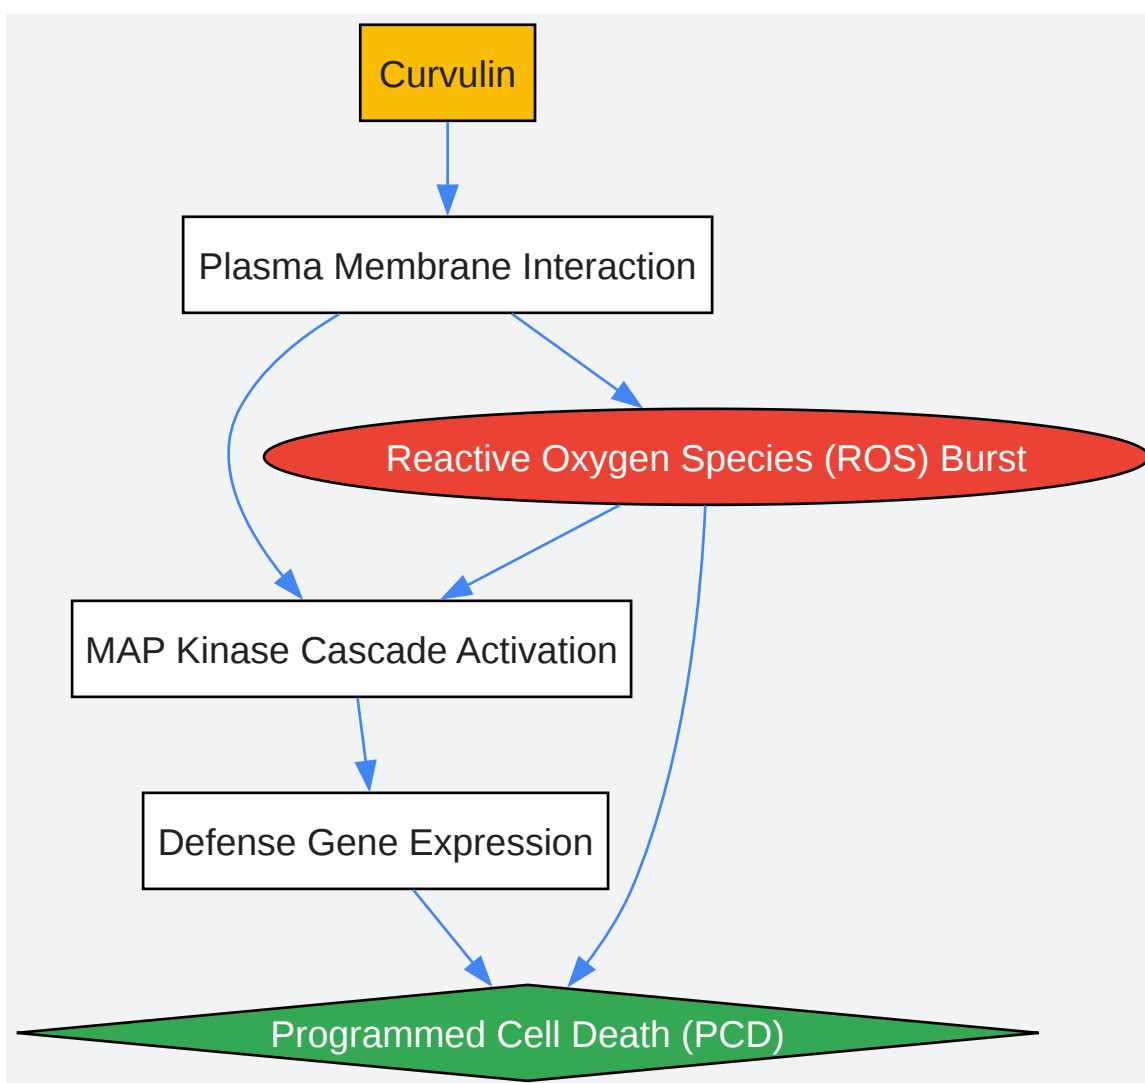 Curvulin
Plasma Membrane Interaction
Reactive Oxygen Species (ROS) Burst
MAP Kinase Cascade Activation
Defense Gene Expression
Programmed Cell Death (PCD)